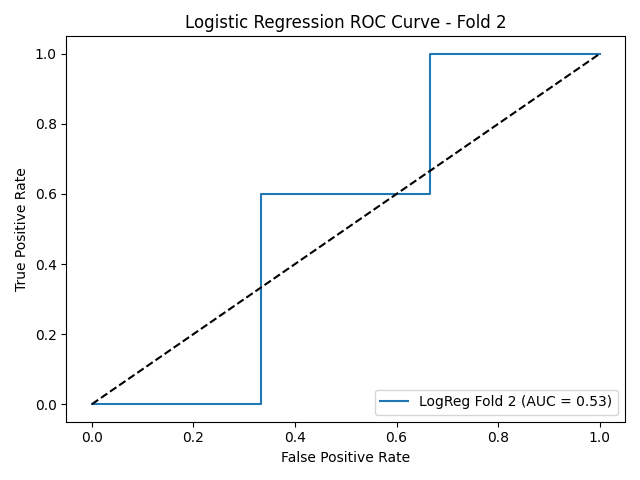 Logistic Regression ROC Curve - Fold 2
True Positive Rate
1.0
0.8
0.6
0.4
0.2
0.0
LogReg Fold 2 (AUC = 0.53)
0.0 0.2 0.4 0.6 0.8 1.0
False Positive Rate